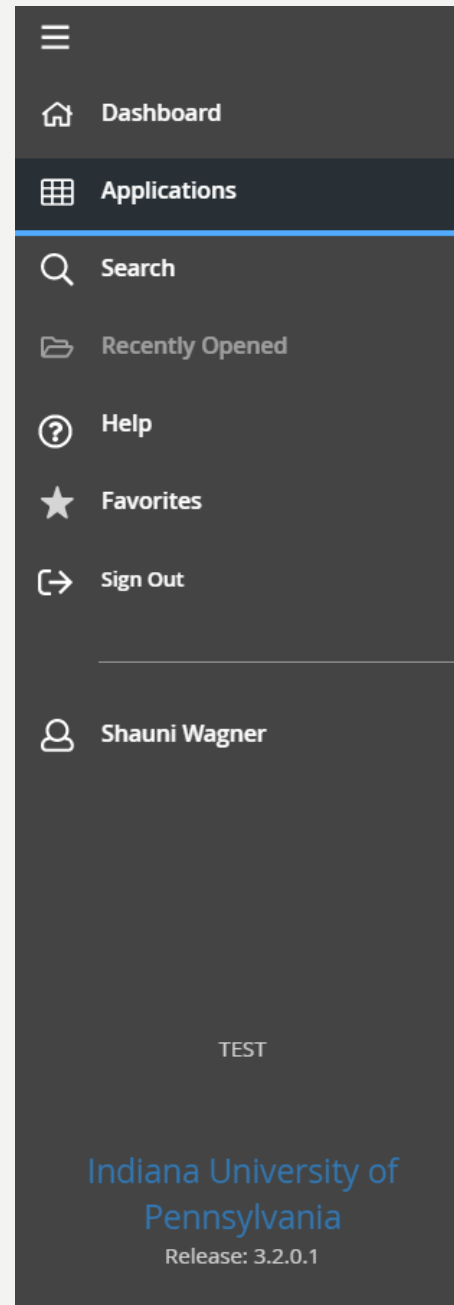 Dashboard
Applications
Search
Recently Opened
Help
Favorites
Sign Out
Shauni Wagner
TEST
Indiana University of
Pennsylvania
Release: 3.2.0.1